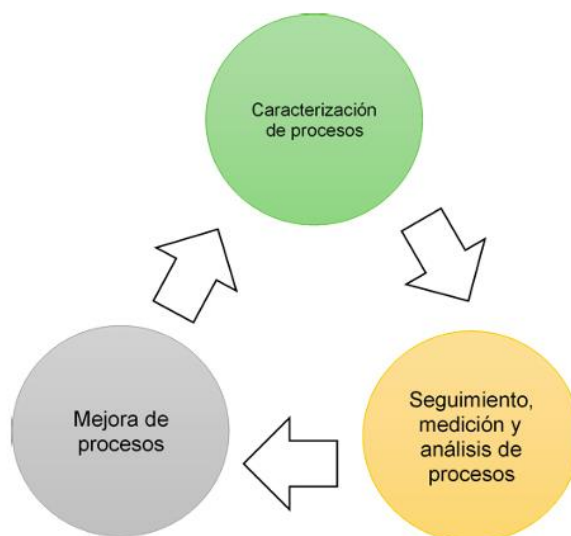 Caracterización
de procesos
Seguimiento,
medición y
análisis de
procesos
Mejora de
procesos